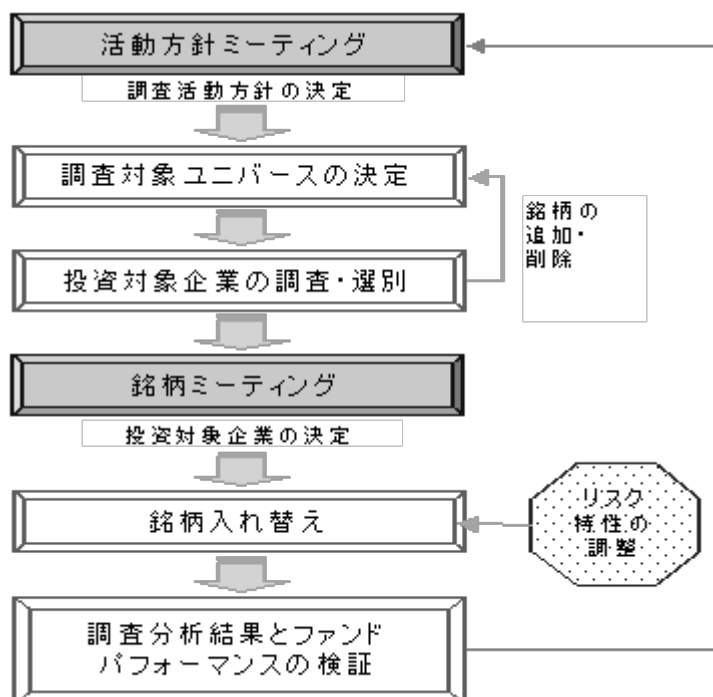 活動方針ミーティング
調査活動方針の決定
調査対象ユニバースの決定
銘柄の
追加・
削除
投資対象企業の調査・選別
銘柄ミーティング
投資対象企業の決定
銘柄入れ替え
リスク
特性の
調整
調査分析結果とファンド
パフォーマンスの検証